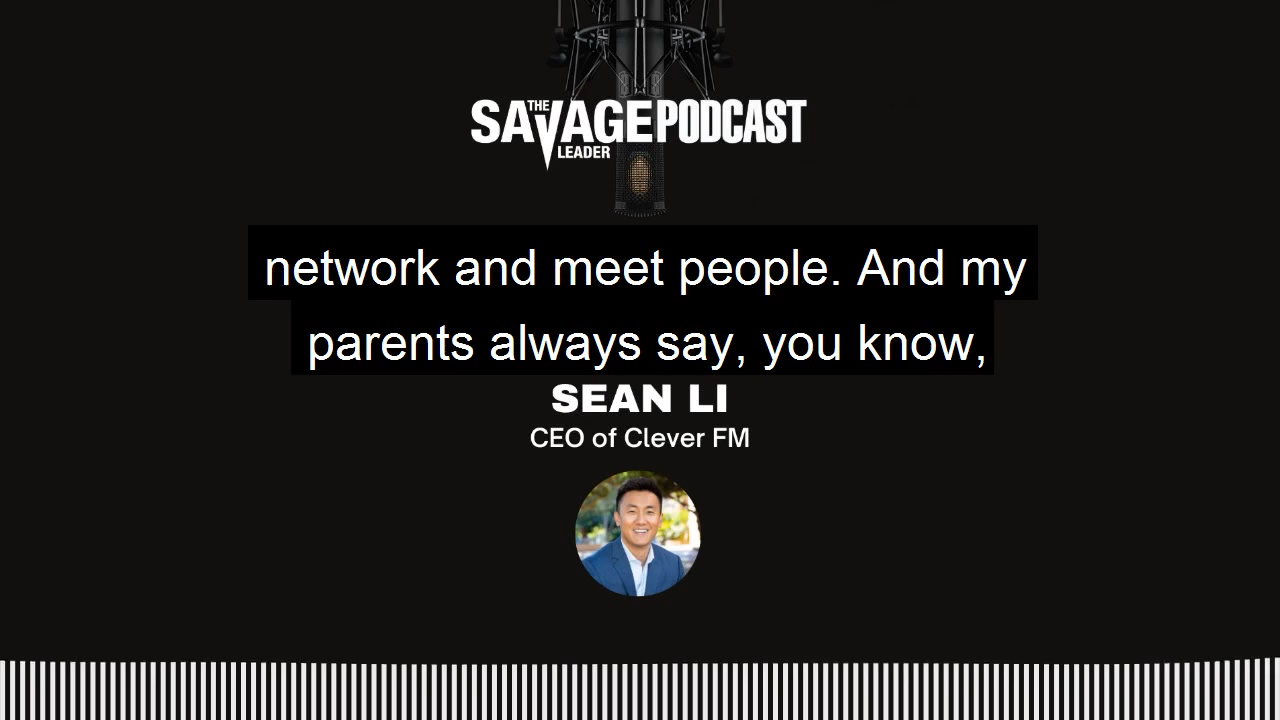 THE
SAVAGE PODCAST
LEADER
network and meet people. And my
parents always say, you know,
SEAN LI
CEO of Clever FM